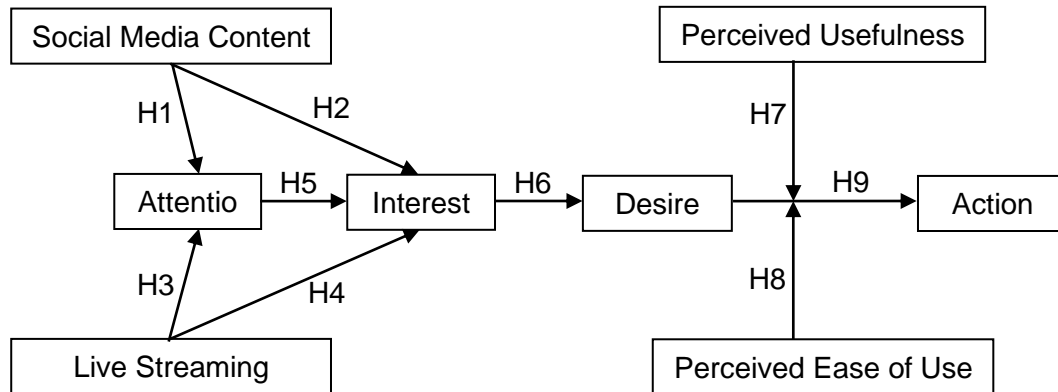 Social Media Content
Perceived Usefulness
H1
H2
H7
Attentio
H5
Interest
H6
Desire
H9
Action
H3
H4
H8
Live Streaming
Perceived Ease of Use